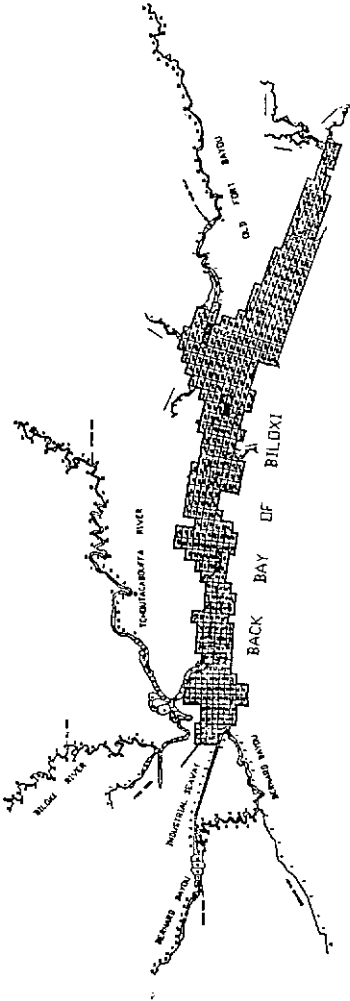 OLD FORT BAYOU
TCHOUTACABOUFFA RIVER
BILOXI RIVER
BACK BAY OF BILOXI
INDUSTRIAL SEAWAY
BERNARD BAYOU
BERNARD BAYOU